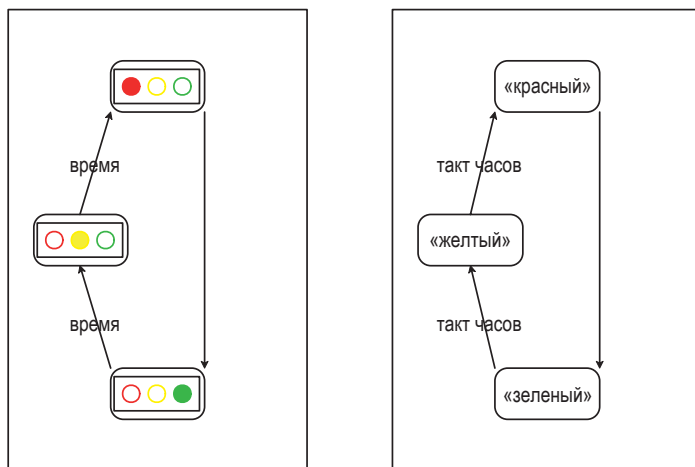 время
время
«красный»
такт часов
«желтый»
такт часов
«зеленый»